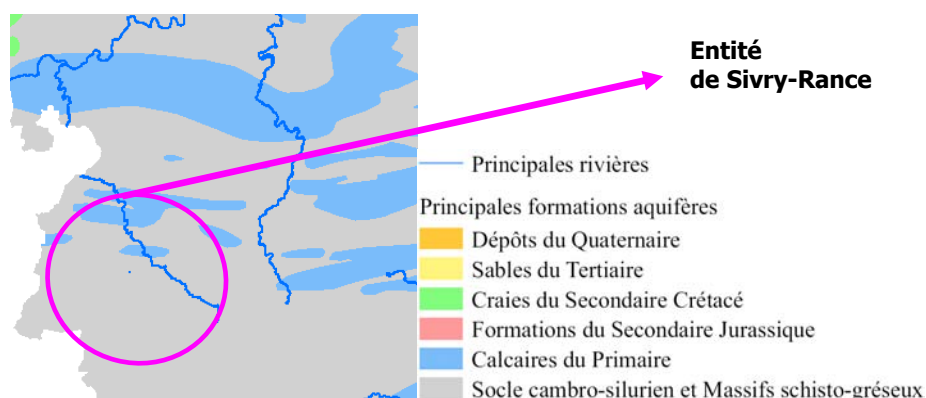 Entité
de Sivry-Rance
Principales rivières
Principales formations aquifères
Dépôts du Quaternaire
Sables du Tertiaire
Craies du Secondaire Crétacé
Formations du Secondaire Jurassique
Calcaires du Primaire
Socle cambro-silurien et Massifs schisto-gréseux